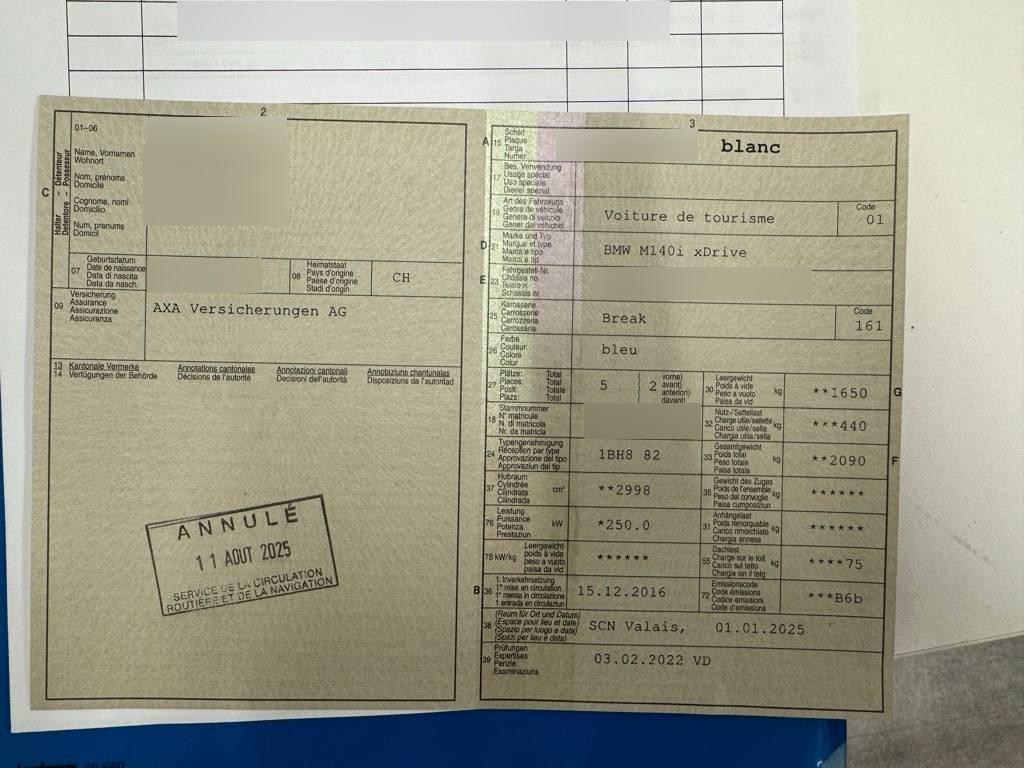 2
01-06
Halter – Détenteur
Detentore – Possessur
C
Name, Vornamen
Wohnort
Nom, prénoms
Domicile
Cognome, nomi
Domicilio
Num, prenums
Domicil
07
Geburtsdatum
Date de naissance
Data di nascita
Data da nasch.
08
Heimatstaat
Pays d'origine
Paese d'origine
Stadi d'origin
CH
09
Versicherung
Assurance
Assicurazione
Assicuranza
AXA Versicherungen AG
13 Kantonale Vermerke Annotations cantonales Annotazioni cantonali Annotaziuns chantunalas
14 Verfügungen der Behörde Décisions de l'autorité Decisioni dell'autorità Disposiziuns da l'autoritad
ANNULÉ
11 AOUT 2025
SERVICE DE LA CIRCULATION
ROUTIÈRE ET DE LA NAVIGATION
3
A 15
Schild
Plaque
Targa
Numer
blanc
17
Bes. Verwendung
Usage spécial
Uso speciale
Diever spezial
19
Art des Fahrzeugs
Genre de véhicule
Genere di veicolo
Gener dal vehichel
Voiture de tourisme
Code
01
D 21
Marke und Typ
Marque et type
Marca e tipo
Marca e tip
BMW M140i xDrive
E 23
Fahrgestell-Nr.
Châssis no
Telaio n.
Schassis nr.
25
Karosserie
Carrosserie
Carrozzeria
Carossaria
Break
Code
161
26
Farbe
Couleur
Colore
Colur
bleu
27
Plätze: Total
Places: Total
Posti: Totale
Plazs: Total
5
2
vorne)
avant)
anteriori)
davant)
30
Leergewicht
Poids à vide
Peso a vuoto
Paisa da vid
kg
**1650
G
18
Stammnummer
N° matricule
N. di matricola
Nr. da matricla
32
Nutz-/Sattellast
Charge utile/sellette
Carico utile/sella
Chargia utila/sella
kg
***440
24
Typengenehmigung
Réception par type
Approvazione del tipo
Approvaziun dal tip
1BH8 82
33
Gesamtgewicht
Poids total
Peso totale
Paisa totala
kg
**2090
F
37
Hubraum
Cylindrée
Cilindrata
Cilindrada
cm³
**2998
35
Gewicht des Zuges
Poids de l'ensemble
Peso del convoglio
Paisa cumposiziun
kg
******
76
Leistung
Puissance
Potenza
Prestaziun
kW
*250.0
31
Anhängelast
Poids remorquable
Carico rimorchiato
Chargia annexa
kg
******
78 kW/kg
Leergewicht
poids à vide
peso a vuoto
paisa da vid
******
55
Dachlast
Charge sur le toit
Carico sul tetto
Chargia sin il tetg
kg
****75
B 36
1. Inverkehrsetzung
1re mise en circulation
1a messa in circolazione
1. entrada en circulaziun
15.12.2016
72
Emissionscode
Code émissions
Codice emissioni
Code d'emissiuns
***B6b
38
(Raum für Ort und Datum)
(Espace pour lieu et date)
(Spazio per luogo e data)
(Spazi per lieu e data)
SCN Valais, 01.01.2025
39
Prüfungen
Expertises
Perizie
Examinaziuns
03.02.2022 VD